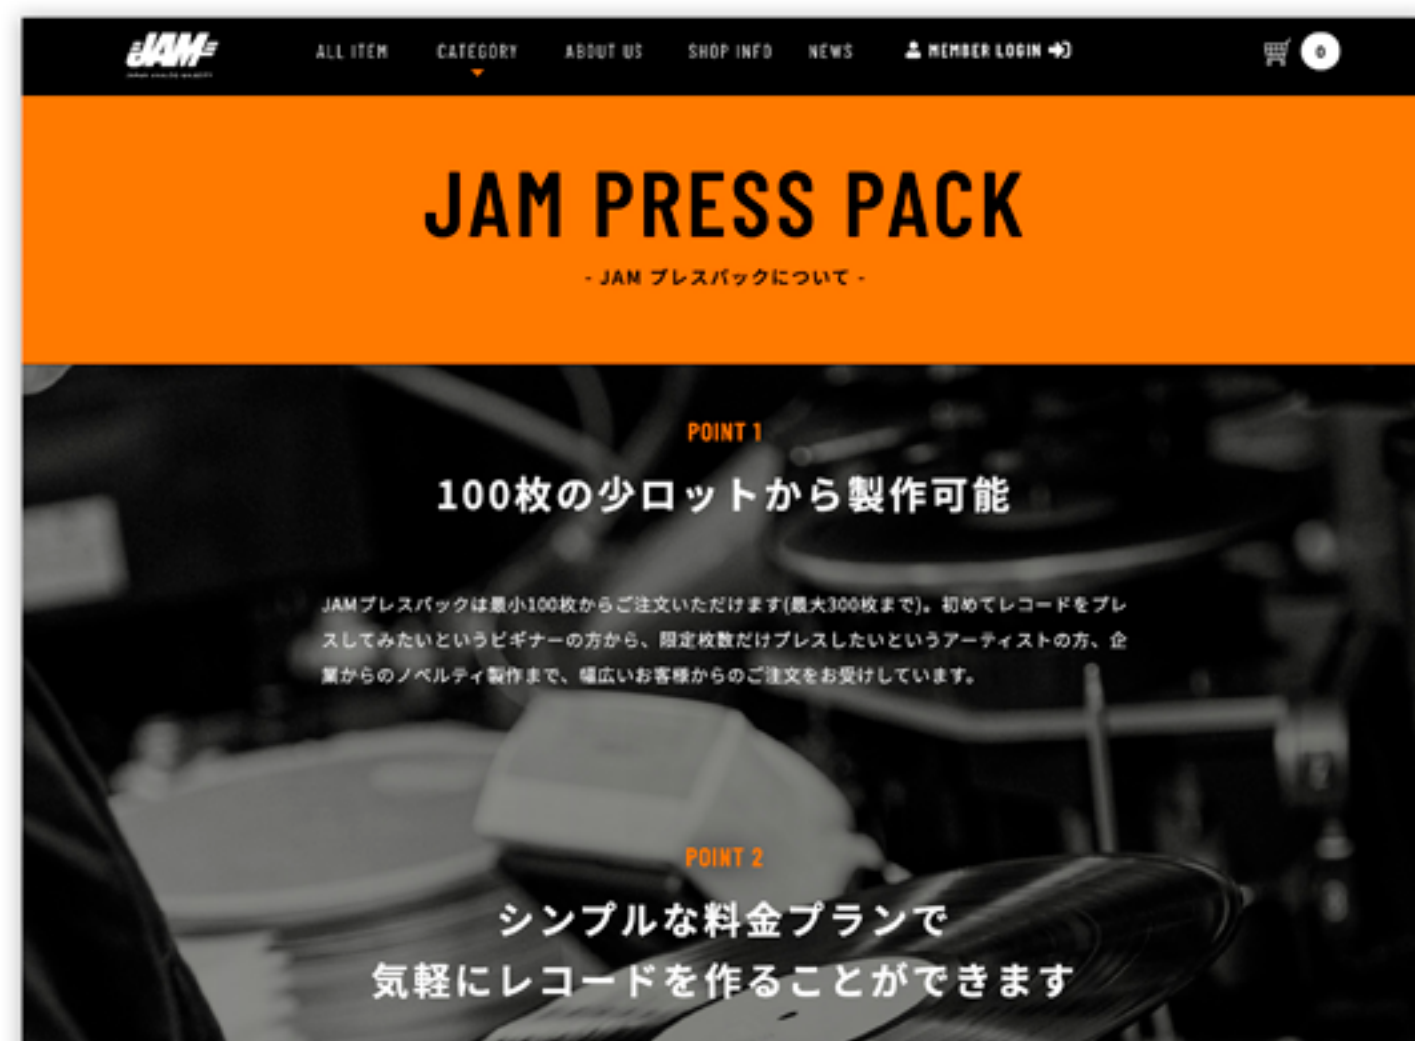 JAM
ALL ITEM
CATEGORY
ABOUT US
SHOP INFO
NEWS
MEMBER LOGIN
0
JAM PRESS PACK
- JAM プレスパックについて -
POINT 1
100枚の少ロットから製作可能
JAMプレスパックは最小100枚からご注文いただけます(最大300枚まで)。初めてレコードをプレ
スしてみたいというビギナーの方から、限定枚数だけプレスしたいというアーティストの方、企
業からのノベルティ製作まで、幅広いお客様からのご注文をお受けしています。
POINT 2
シンプルな料金プランで
気軽にレコードを作ることができます